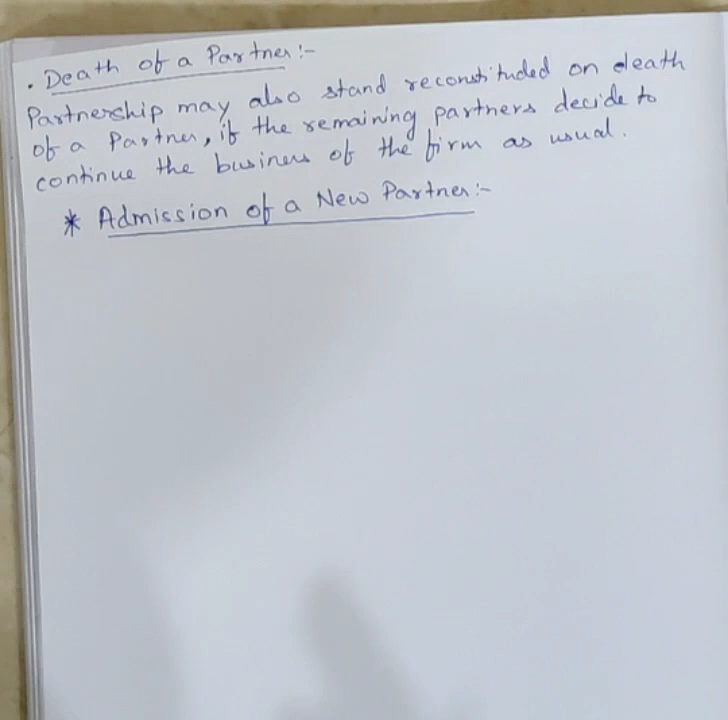 . Death of a Partner:-
Partnership may also stand reconstituded on death
of a Partner, if the remaining partners decide to
continue the business of the firm as usual.
* Admission of a New Partner:-